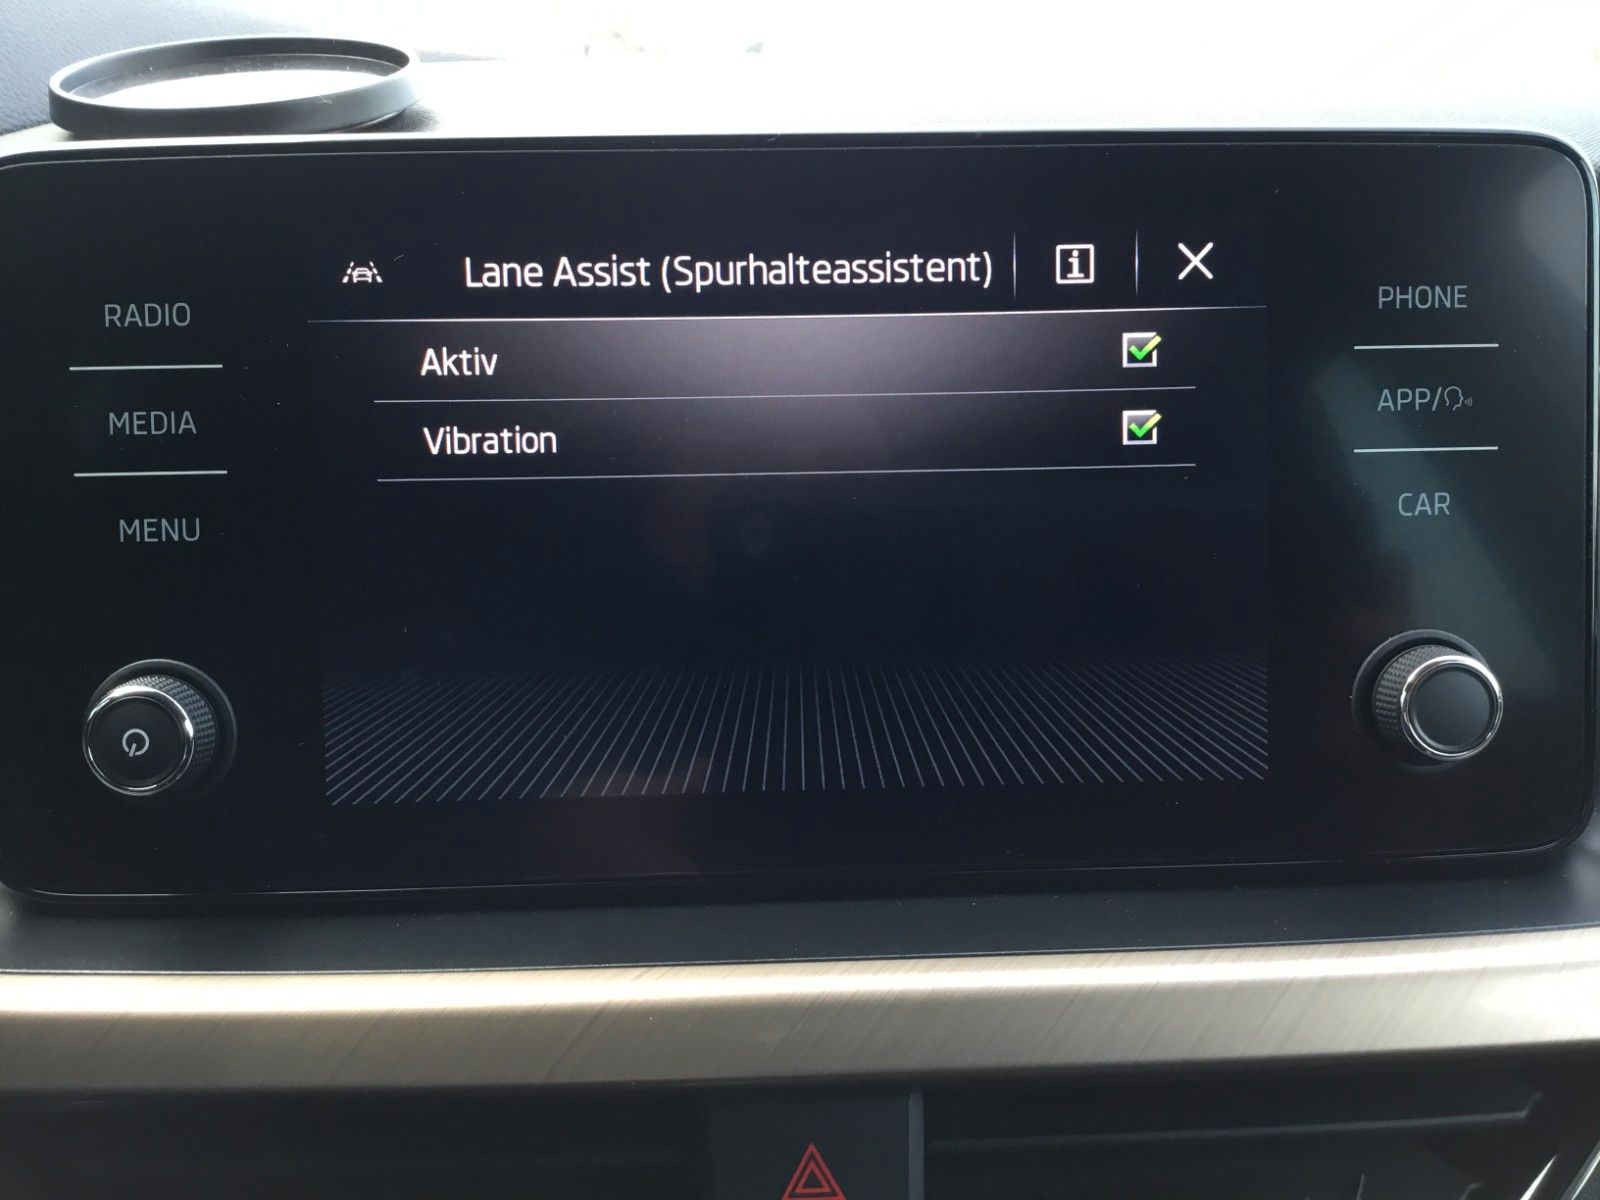 Lane Assist (Spurhalteassistent)
Aktiv
Vibration
RADIO
MEDIA
MENU
PHONE
APP/
CAR